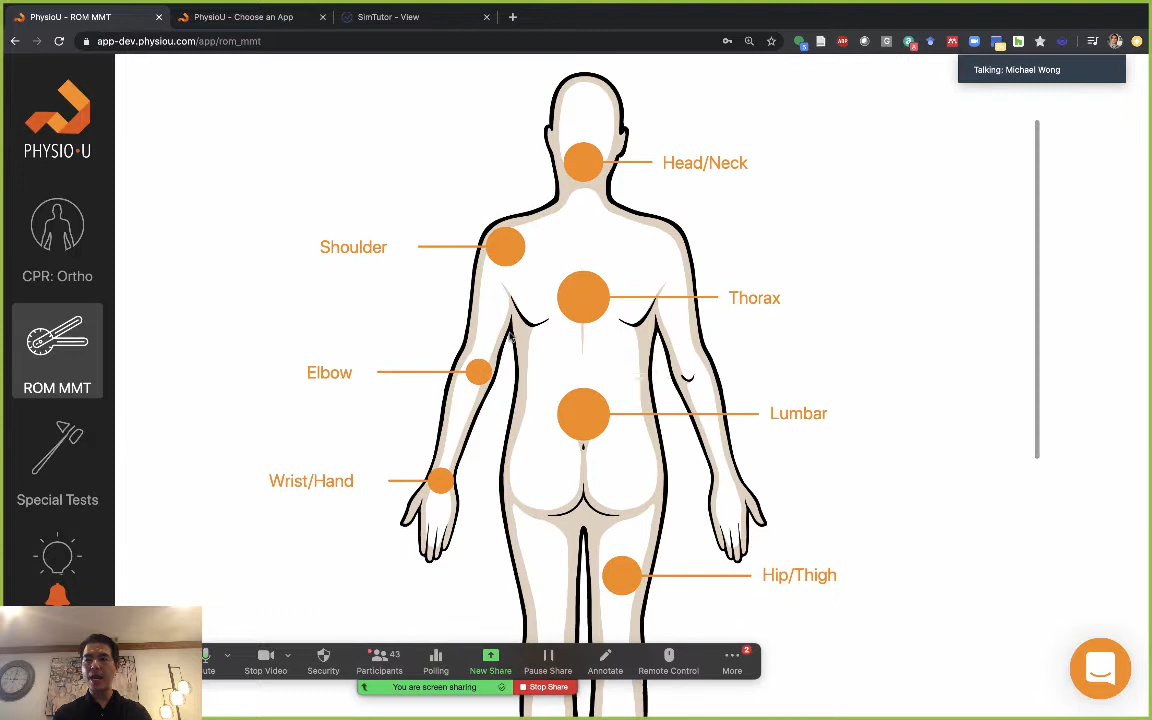 PhysioU - ROM MMT
PhysioU - Choose an App
SimTutor - View
app-dev.physiou.com/app/rom_mmt
Talking: Michael Wong
PHYSIO·U
CPR: Ortho
ROM MMT
Special Tests
Head/Neck
Shoulder
Thorax
Elbow
Lumbar
Wrist/Hand
Hip/Thigh
43
2
ute
Stop Video
Security
Participants
Polling
New Share
Pause Share
Annotate
Remote Control
More
You are screen sharing
Stop Share